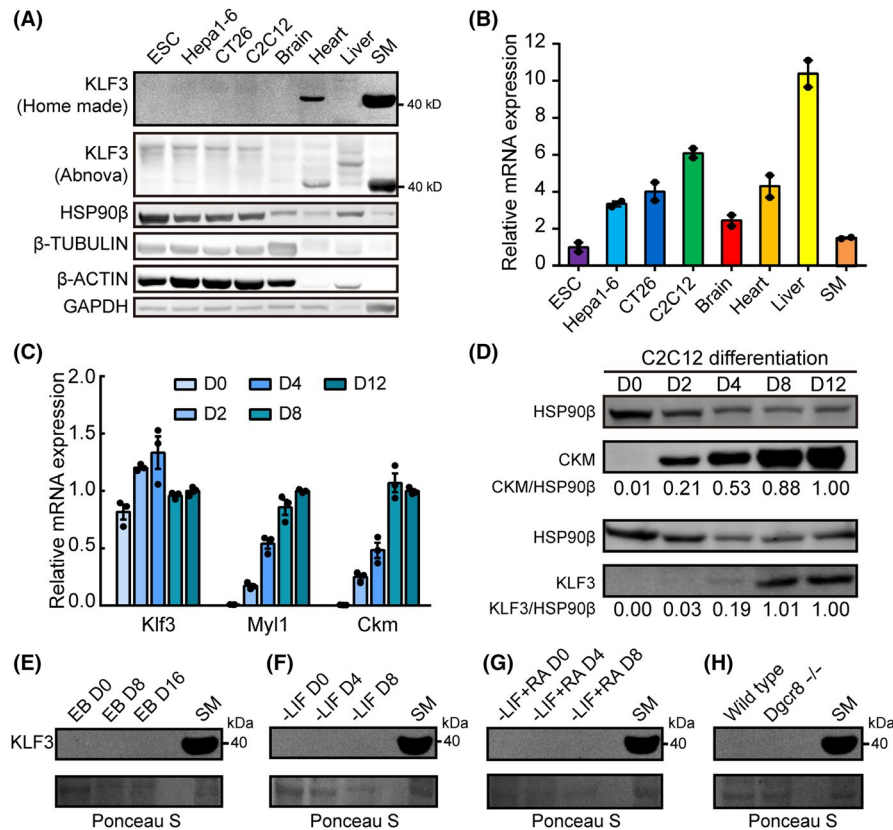 (A)
ESC
Hepa1-6
CT26
C2C12
Brain
Heart
Liver
SM
KLF3
(Home made)
40 kD
KLF3
(Abnova)
40 kD
HSP90β
β-TUBULIN
β-ACTIN
GAPDH
(B)
Relative mRNA expression
12
10
8
6
4
2
0
ESC
Hepa1-6
CT26
C2C12
Brain
Heart
Liver
SM
(C)
Relative mRNA expression
2.0
1.5
1.0
0.5
0.0
D0 D4 D12
D2 D8
Klf3 Myl1 Ckm
(D)
C2C12 differentiation
D0 D2 D4 D8 D12
HSP90β
CKM
CKM/HSP90β 0.01 0.21 0.53 0.88 1.00
HSP90β
KLF3
KLF3/HSP90β 0.00 0.03 0.19 1.01 1.00
(E)
EB D0
EB D8
EB D16
SM
kDa
KLF3
40
Ponceau S
(F)
-LIF D0
-LIF D4
-LIF D8
SM
kDa
40
Ponceau S
(G)
-LIF+RA D0
-LIF+RA D4
-LIF+RA D8
SM
kDa
40
Ponceau S
(H)
Wild type
Dgcr8 -/-
SM
kDa
40
Ponceau S